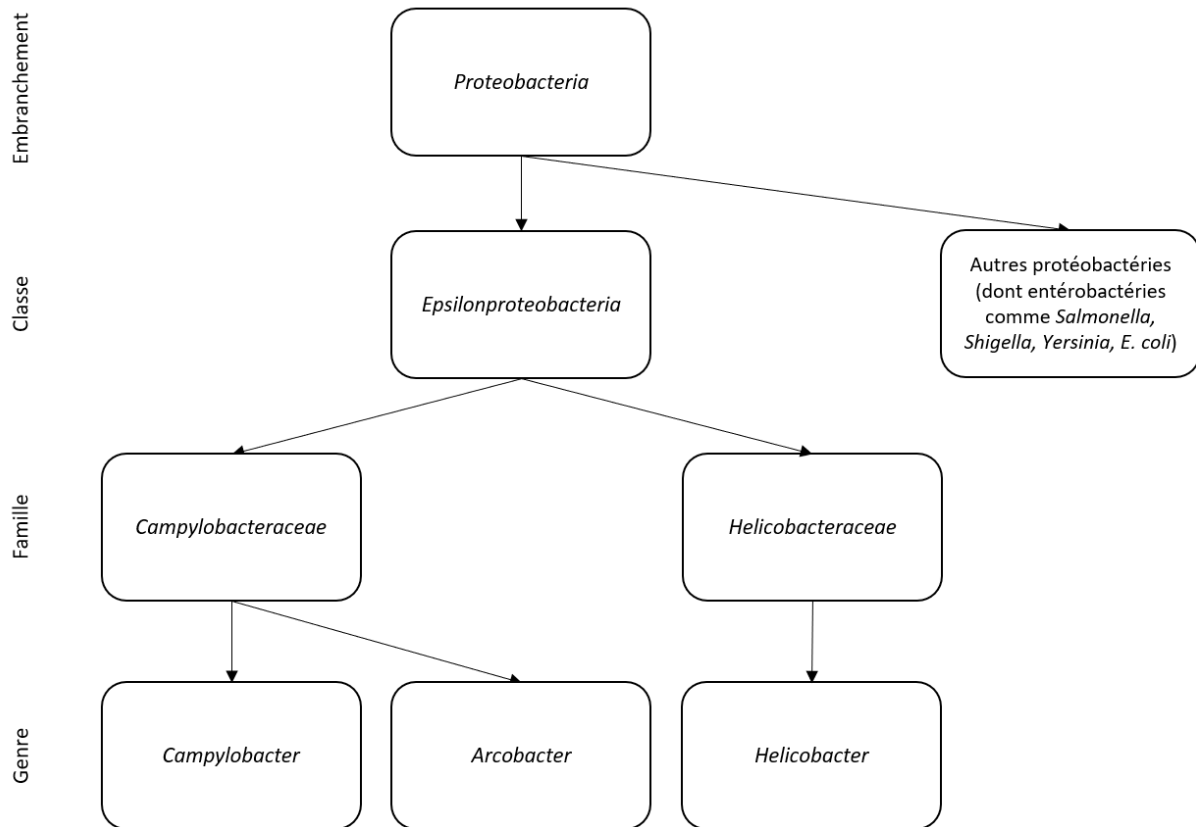 Embranchement
Proteobacteria
Classe
Epsilonproteobacteria
Autres protéobactéries
(dont entérobactéries
comme Salmonella,
Shigella, Yersinia, E. coli)
Famille
Campylobacteraceae
Helicobacteraceae
Genre
Campylobacter
Arcobacter
Helicobacter